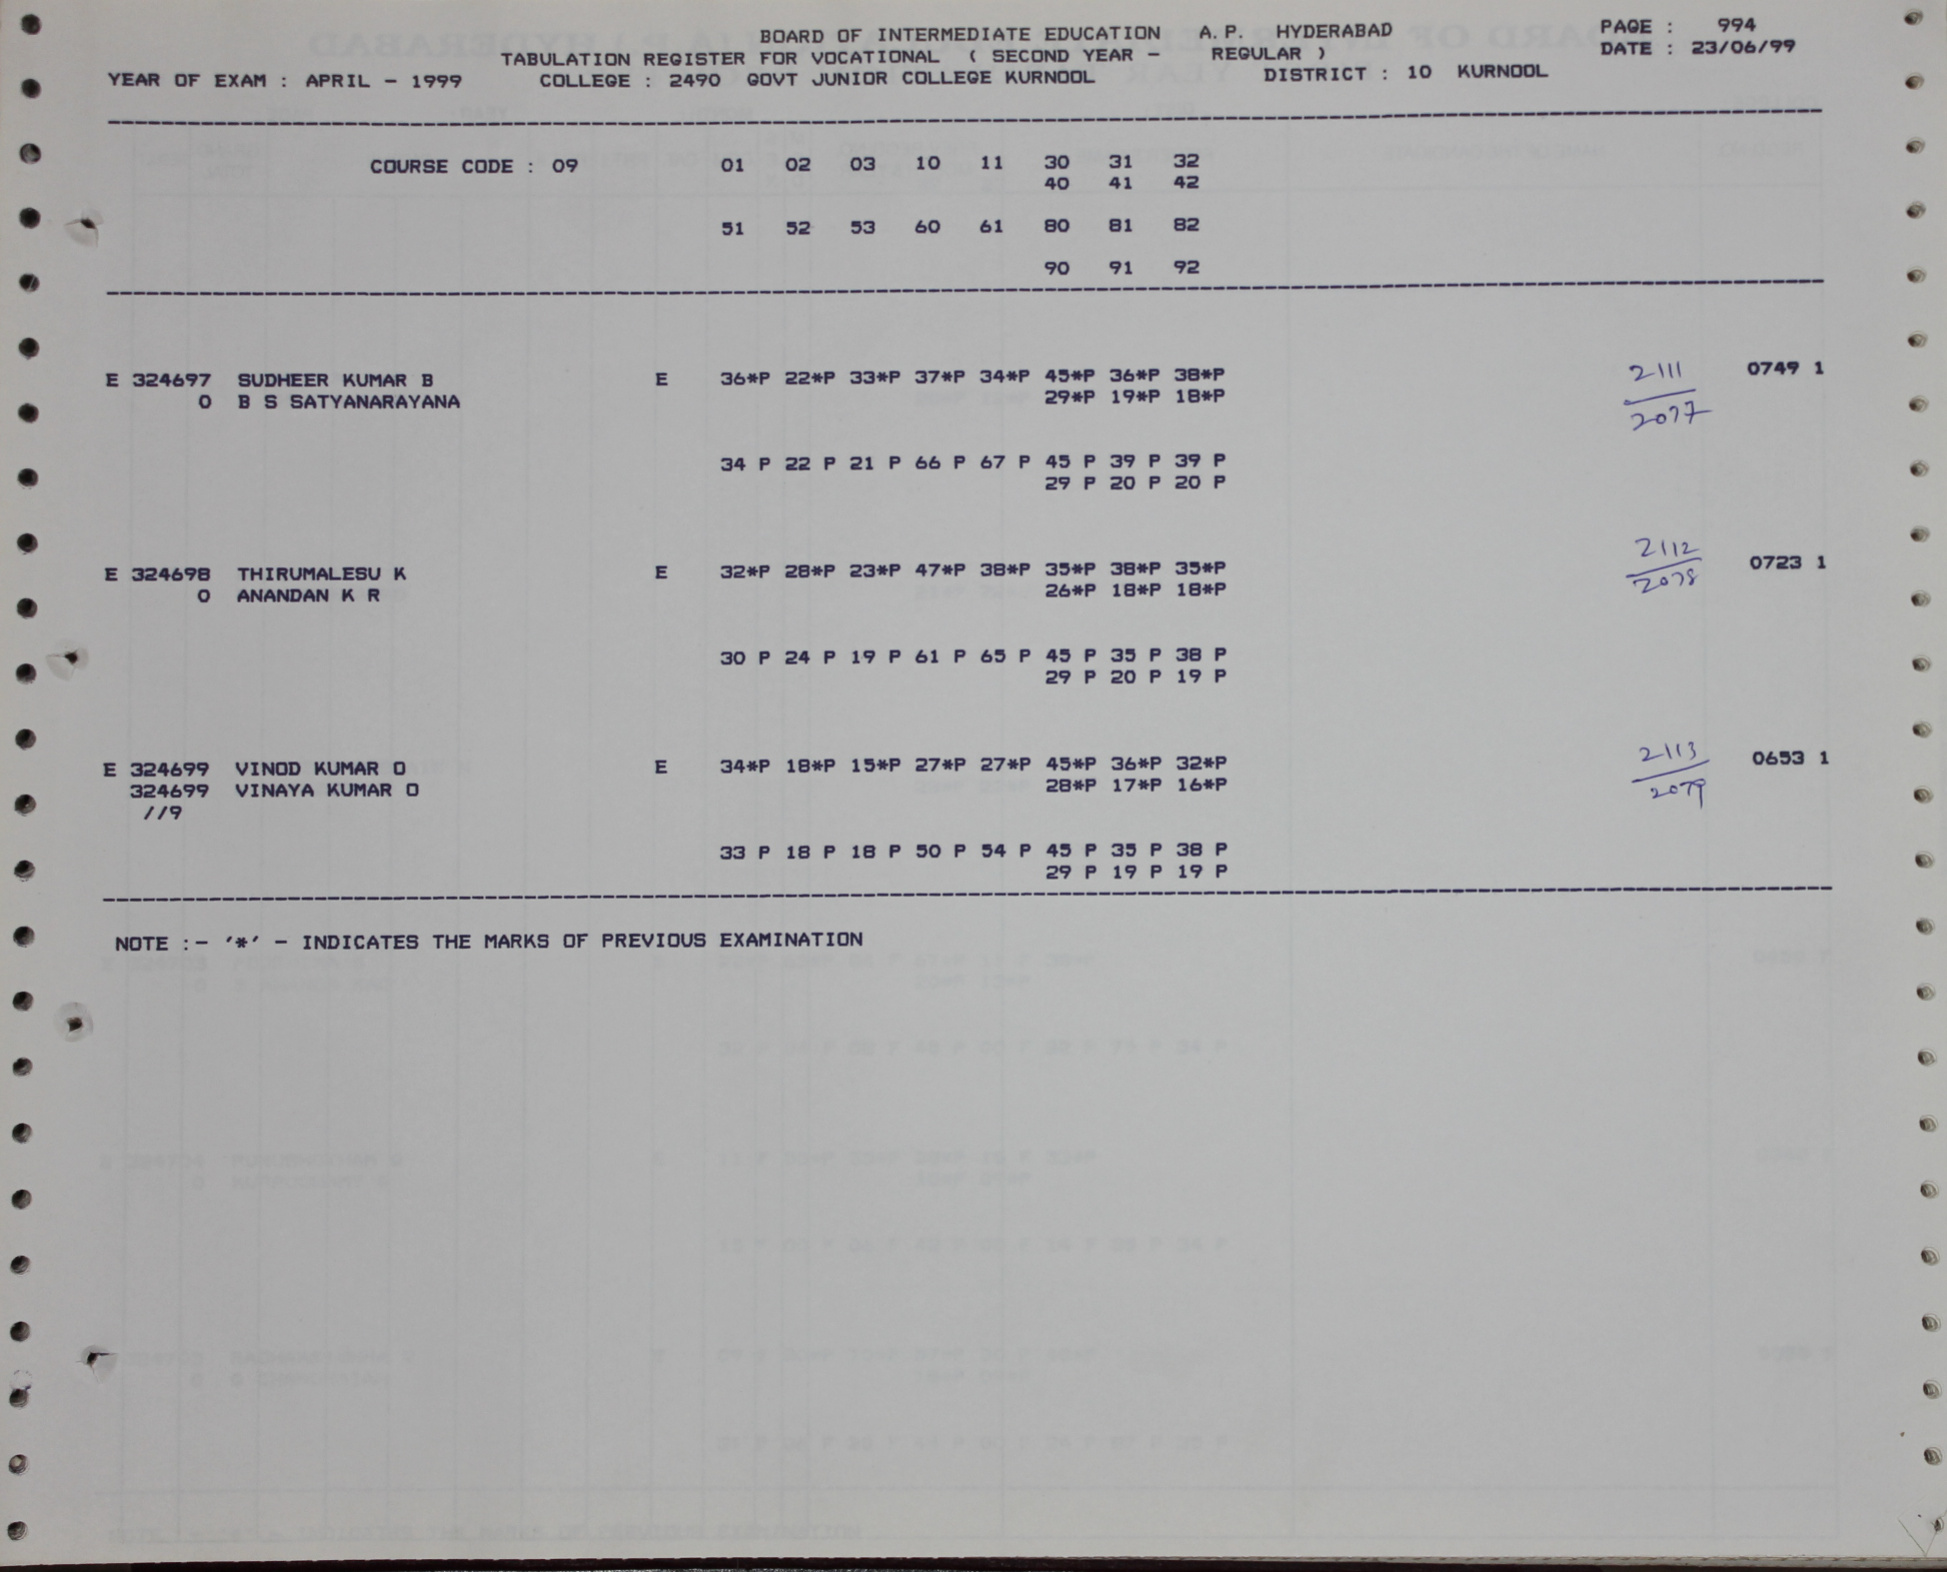 BOARD OF INTERMEDIATE EDUCATION A. P. HYDERABAD PAGE : 994
TABULATION REGISTER FOR VOCATIONAL ( SECOND YEAR - REGULAR ) DATE : 23/06/99
YEAR OF EXAM : APRIL - 1999 COLLEGE : 2490 GOVT JUNIOR COLLEGE KURNOOL DISTRICT : 10 KURNOOL
COURSE CODE : 09 01 02 03 10 11 30 31 32
40 41 42
51 52 53 60 61 80 81 82
90 91 92
E 324697 SUDHEER KUMAR B E 36*P 22*P 33*P 37*P 34*P 45*P 36*P 38*P 2111 0749 1
0 B S SATYANARAYANA 29*P 19*P 18*P 2077
34 P 22 P 21 P 66 P 67 P 45 P 39 P 39 P
29 P 20 P 20 P
E 324698 THIRUMALESU K E 32*P 28*P 23*P 47*P 38*P 35*P 38*P 35*P 2112 0723 1
0 ANANDAN K R 26*P 18*P 18*P 2078
30 P 24 P 19 P 61 P 65 P 45 P 35 P 38 P
29 P 20 P 19 P
E 324699 VINOD KUMAR O E 34*P 18*P 15*P 27*P 27*P 45*P 36*P 32*P 2113 0653 1
324699 VINAYA KUMAR O 28*P 17*P 16*P 2079
//9
33 P 18 P 18 P 50 P 54 P 45 P 35 P 38 P
29 P 19 P 19 P
NOTE :- '*' - INDICATES THE MARKS OF PREVIOUS EXAMINATION